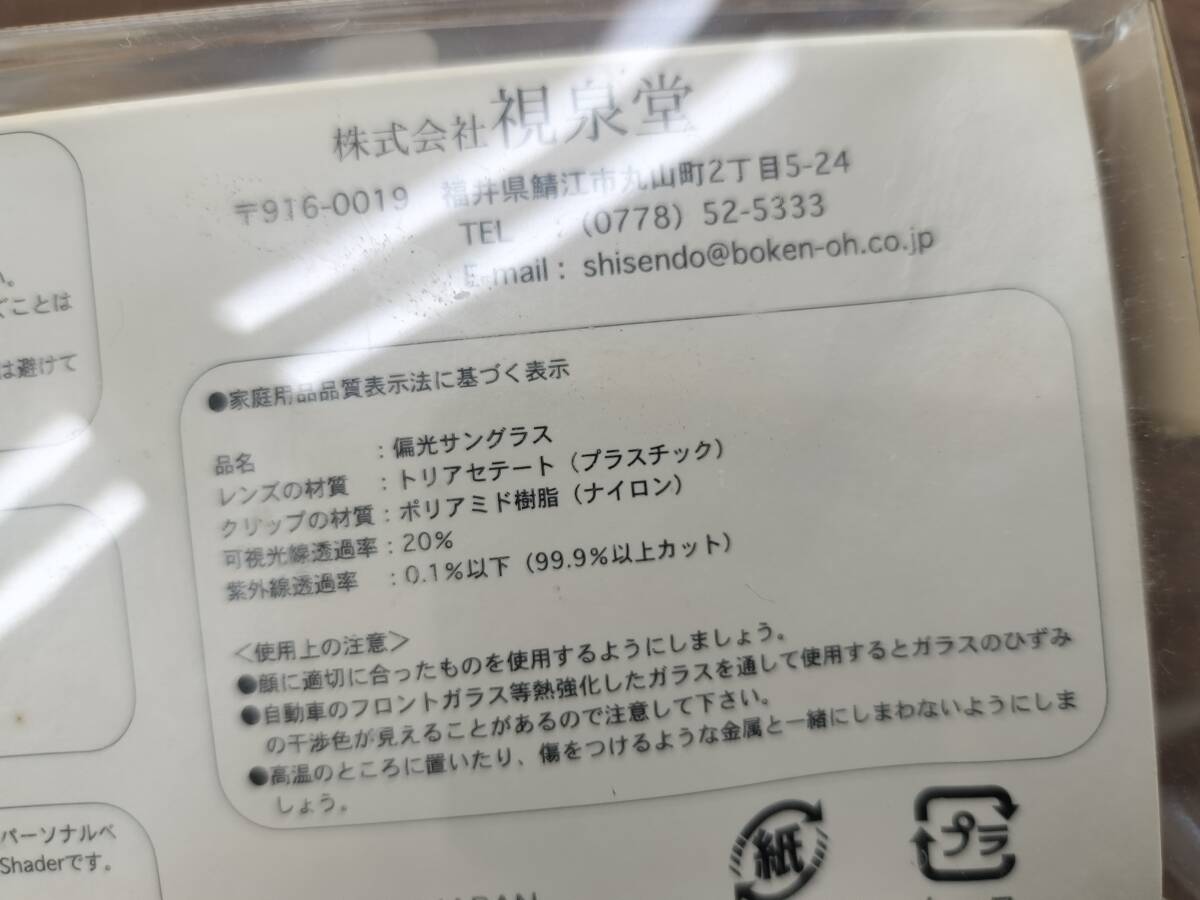 株式会社視泉堂
〒916-0019 福井県鯖江市丸山町2丁目5-24
TEL : (0778) 52-5333
E-mail : shisendo@boken-oh.co.jp
●家庭用品品質表示法に基づく表示
品名 : 偏光サングラス
レンズの材質 : トリアセテート（プラスチック）
クリップの材質 : ポリアミド樹脂（ナイロン）
可視光線透過率 : 20%
紫外線透過率 : 0.1%以下（99.9%以上カット）
＜使用上の注意＞
●顔に適切に合ったものを使用するようにしましょう。
●自動車のフロントガラス等熱強化したガラスを通して使用するとガラスのひずみ
の干渉色が見えることがあるので注意して下さい。
●高温のところに置いたり、傷をつけるような金属と一緒にしまわないようにしま
しょう。
ことは
は避けて
パーソナルベ
Shaderです。
紙
プラ